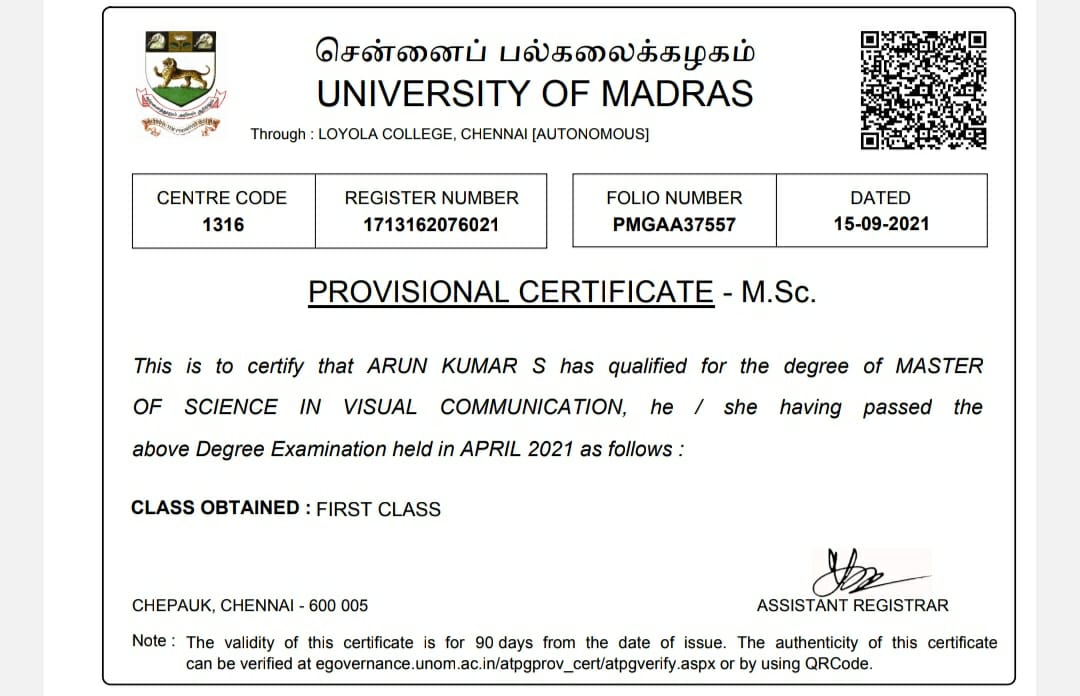 சென்னைப் பல்கலைக்கழகம்
UNIVERSITY OF MADRAS
Through : LOYOLA COLLEGE, CHENNAI [AUTONOMOUS]
CENTRE CODE REGISTER NUMBER FOLIO NUMBER DATED
1316 1713162076021 PMGAA37557 15-09-2021
PROVISIONAL CERTIFICATE - M.Sc.
This is to certify that ARUN KUMAR S has qualified for the degree of MASTER
OF SCIENCE IN VISUAL COMMUNICATION, he / she having passed the
above Degree Examination held in APRIL 2021 as follows :
CLASS OBTAINED : FIRST CLASS
CHEPAUK, CHENNAI - 600 005 ASSISTANT REGISTRAR
Note : The validity of this certificate is for 90 days from the date of issue. The authenticity of this certificate
can be verified at egovernance.unom.ac.in/atpgprov_cert/atpgverify.aspx or by using QRCode.